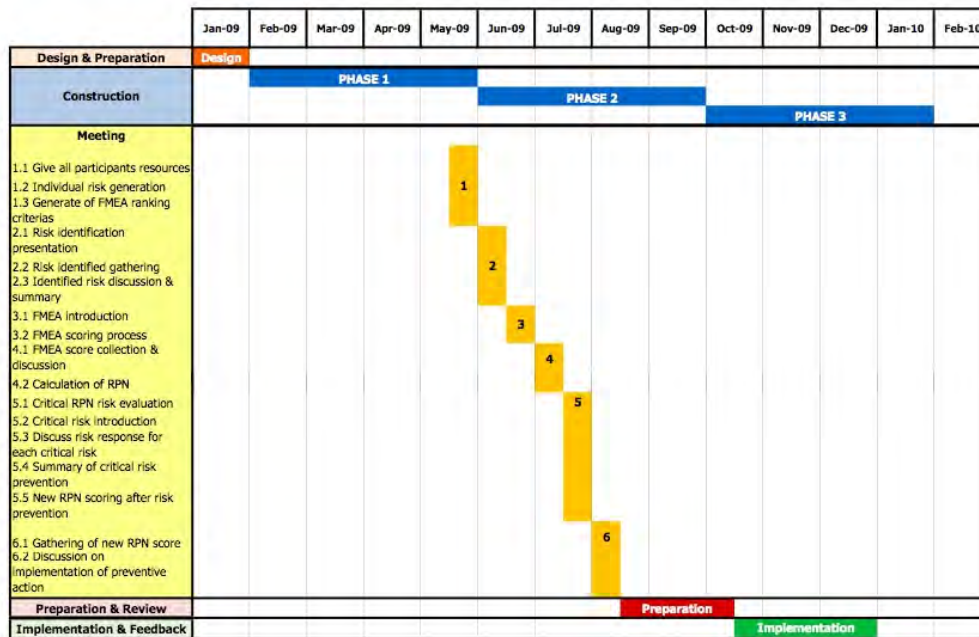 Jan-09 Feb-09 Mar-09 Apr-09 May-09 Jun-09 Jul-09 Aug-09 Sep-09 Oct-09 Nov-09 Dec-09 Jan-10 Feb-10
Design & Preparation Design
Construction
PHASE 1
PHASE 2
PHASE 3
Meeting
1.1 Give all participants resources
1.2 Individual risk generation
1.3 Generate of FMEA ranking
criterias
1
2.1 Risk identification
presentation
2.2 Risk identified gathering
2.3 Identified risk discussion &
summary
2
3.1 FMEA introduction
3.2 FMEA scoring process
3
4.1 FMEA score collection &
discussion
4.2 Calculation of RPN
4
5.1 Critical RPN risk evaluation
5.2 Critical risk introduction
5.3 Discuss risk response for
each critical risk
5.4 Summary of critical risk
prevention
5.5 New RPN scoring after risk
prevention
5
6.1 Gathering of new RPN score
6.2 Discussion on
implementation of preventive
action
6
Preparation & Review Preparation
Implementation & Feedback Implementation